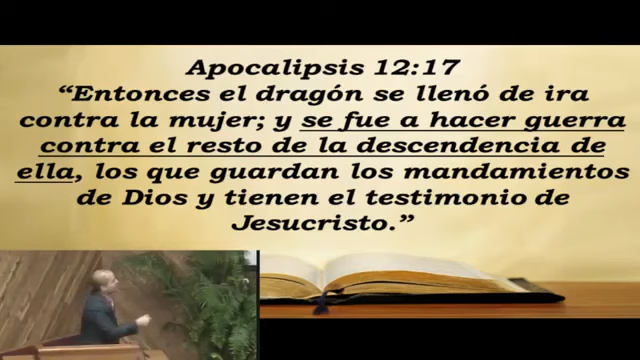 Apocalipsis 12:17
“Entonces el dragón se llenó de ira
contra la mujer; y se fue a hacer guerra
contra el resto de la descendencia de
ella, los que guardan los mandamientos
de Dios y tienen el testimonio de
Jesucristo.”